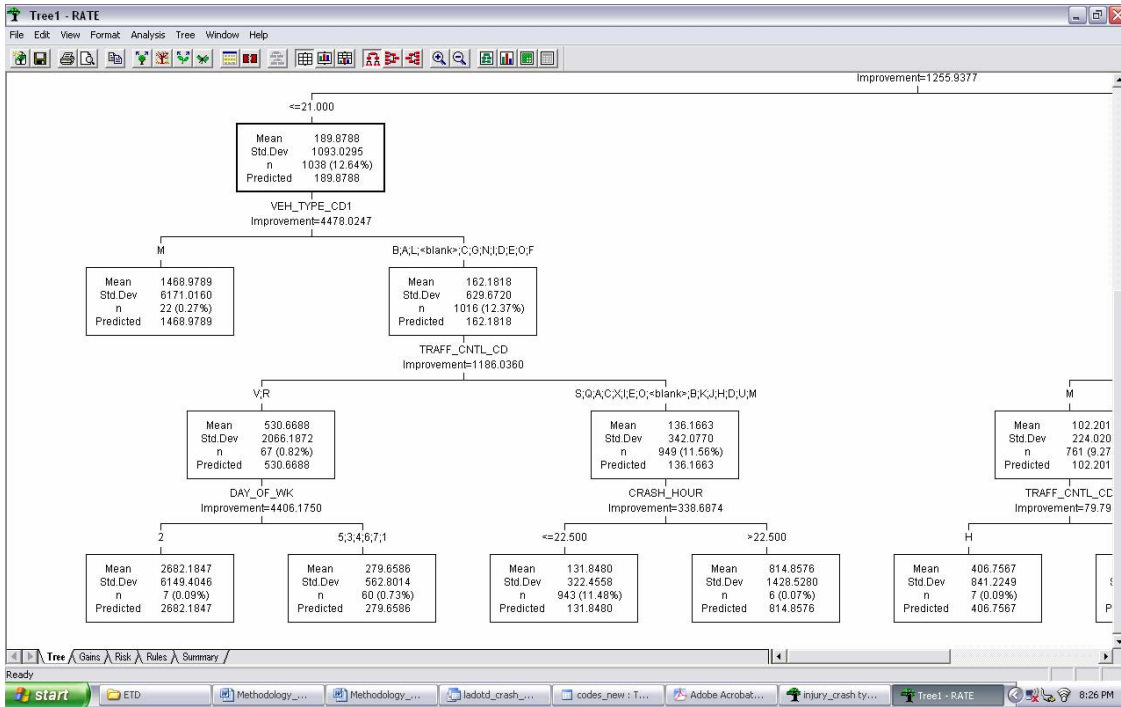 Tree1 - RATE
File Edit View Format Analysis Tree Window Help
Improvement=1255.9377
<=21.000
Mean 189.8788
Std.Dev 1093.0295
n 1038 (12.64%)
Predicted 189.8788
VEH_TYPE_CD1
Improvement=4478.0247
M B;A;L;<blank>;C;G;N;I;D;E;O;F
Mean 1468.9789 Mean 162.1818
Std.Dev 6171.0160 Std.Dev 629.6720
n 22 (0.27%) n 1016 (12.37%)
Predicted 1468.9789 Predicted 162.1818
TRAFF_CNTL_CD
Improvement=1186.0360
V;R S;Q;A;C;X;I;E;O;<blank>;B;K;J;H;D;U;M M
Mean 530.6688 Mean 136.1663 Mean 102.201
Std.Dev 2066.1872 Std.Dev 342.0770 Std.Dev 224.020
n 67 (0.82%) n 949 (11.56%) n 761 (9.27
Predicted 530.6688 Predicted 136.1663 Predicted 102.201
DAY_OF_WK CRASH_HOUR TRAFF_CNTL_CD
Improvement=4406.1750 Improvement=338.6874 Improvement=79.79
2 5;3;4;6;7;1 <=22.500 >22.500 H
Mean 2682.1847 Mean 279.6586 Mean 131.8480 Mean 814.8576 Mean 406.7567
Std.Dev 6149.4046 Std.Dev 562.8014 Std.Dev 322.4558 Std.Dev 1428.5280 Std.Dev 841.2249
n 7 (0.09%) n 60 (0.73%) n 943 (11.48%) n 6 (0.07%) n 7 (0.09%)
Predicted 2682.1847 Predicted 279.6586 Predicted 131.8480 Predicted 814.8576 Predicted 406.7567 P
Tree Gains Risk Rules Summary
Ready
start ETD Methodology_... Methodology_... ladotd_crash_... codes_new : T... Adobe Acrobat... injury_crash ty... Tree1 - RATE 8:26 PM